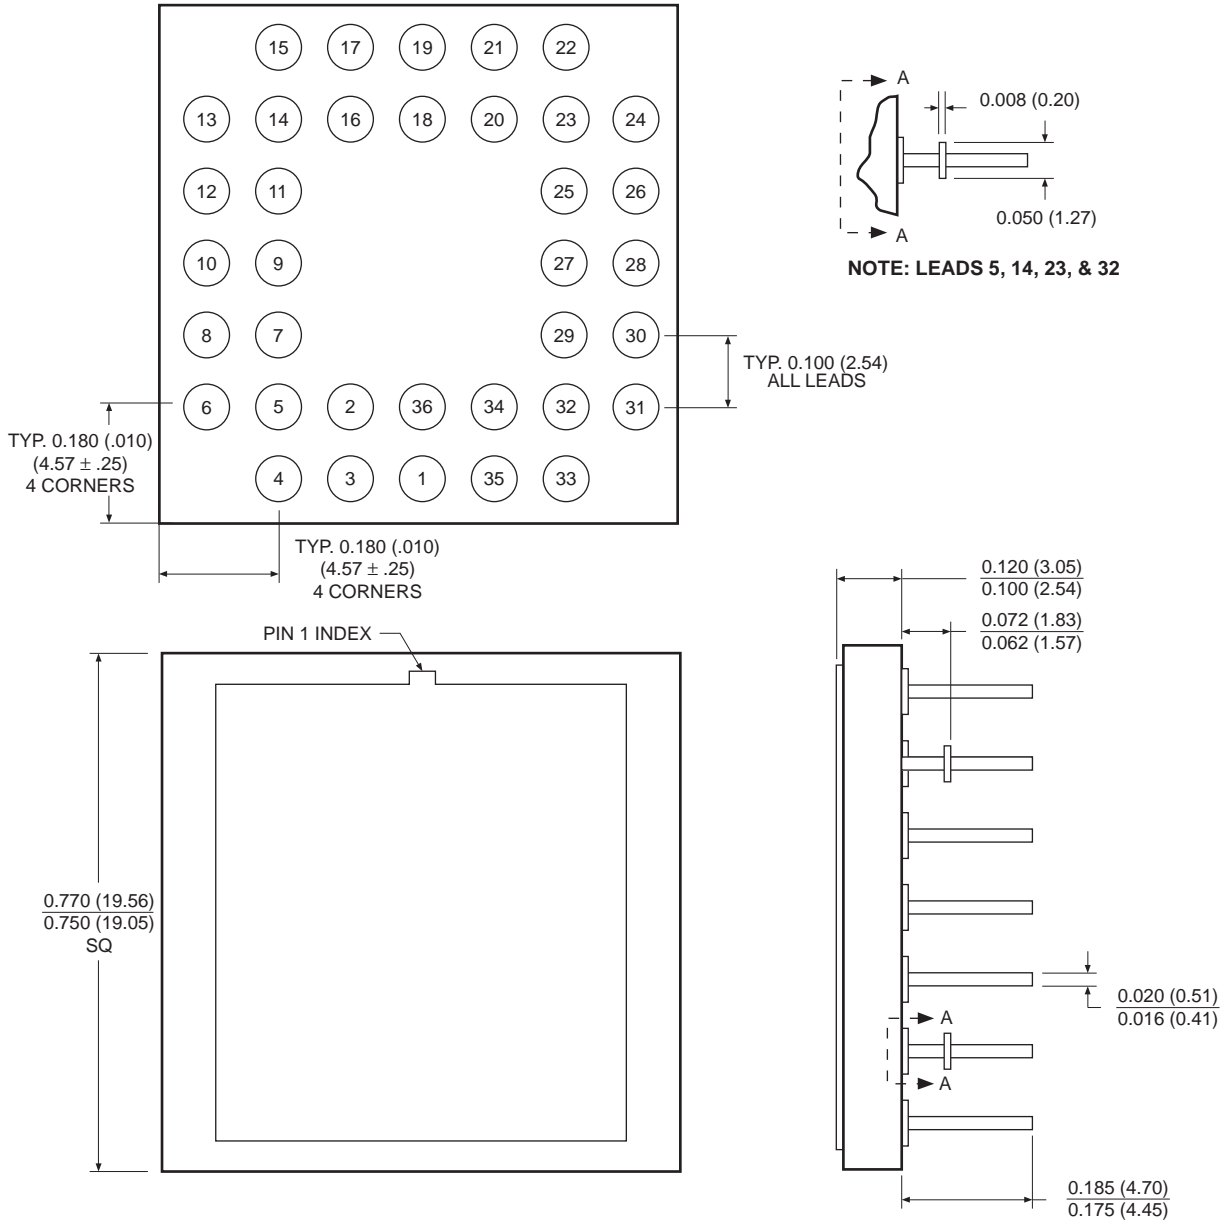 15 17 19 21 22
13 14 16 18 20 23 24
12 11 25 26
10 9 27 28
8 7 29 30
6 5 2 36 34 32 31
4 3 1 35 33
TYP. 0.180 (.010)
(4.57 ± .25)
4 CORNERS
TYP. 0.180 (.010)
(4.57 ± .25)
4 CORNERS
TYP. 0.100 (2.54)
ALL LEADS
A
0.008 (0.20)
0.050 (1.27)
A
NOTE: LEADS 5, 14, 23, & 32
PIN 1 INDEX
0.770 (19.56)
0.750 (19.05)
SQ
0.120 (3.05)
0.100 (2.54)
0.072 (1.83)
0.062 (1.57)
0.020 (0.51)
0.016 (0.41)
A
A
0.185 (4.70)
0.175 (4.45)